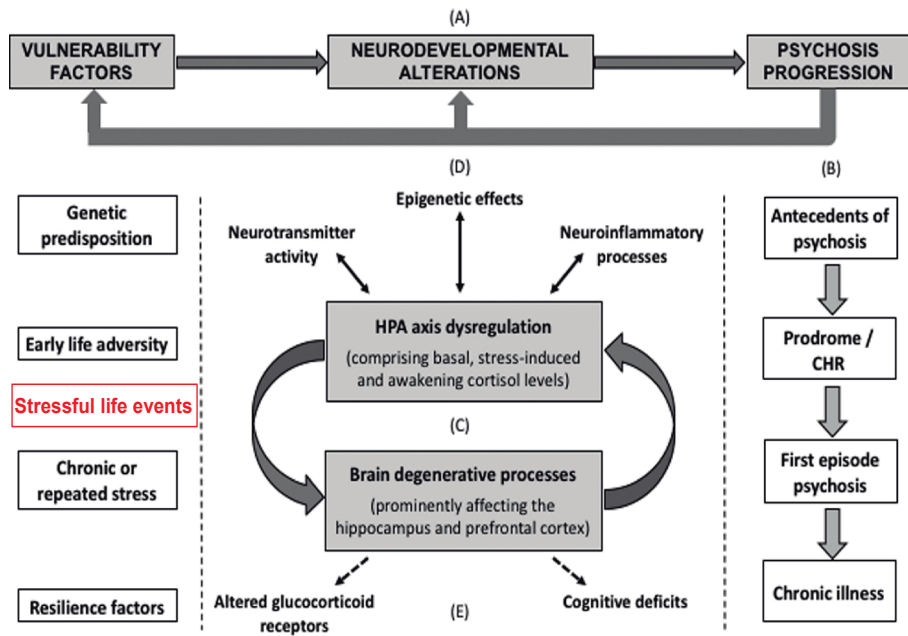 (A)
VULNERABILITY
FACTORS
NEURODEVELOPMENTAL
ALTERATIONS
PSYCHOSIS
PROGRESSION
(D)
(B)
Genetic
predisposition
Early life adversity
Stressful life events
Chronic or
repeated stress
Resilience factors
Epigenetic effects
Neurotransmitter
activity
Neuroinflammatory
processes
HPA axis dysregulation
(comprising basal, stress-induced
and awakening cortisol levels)
(C)
Brain degenerative processes
(prominently affecting the
hippocampus and prefrontal cortex)
Altered glucocorticoid
receptors
(E)
Cognitive deficits
Antecedents of
psychosis
Prodrome /
CHR
First episode
psychosis
Chronic illness